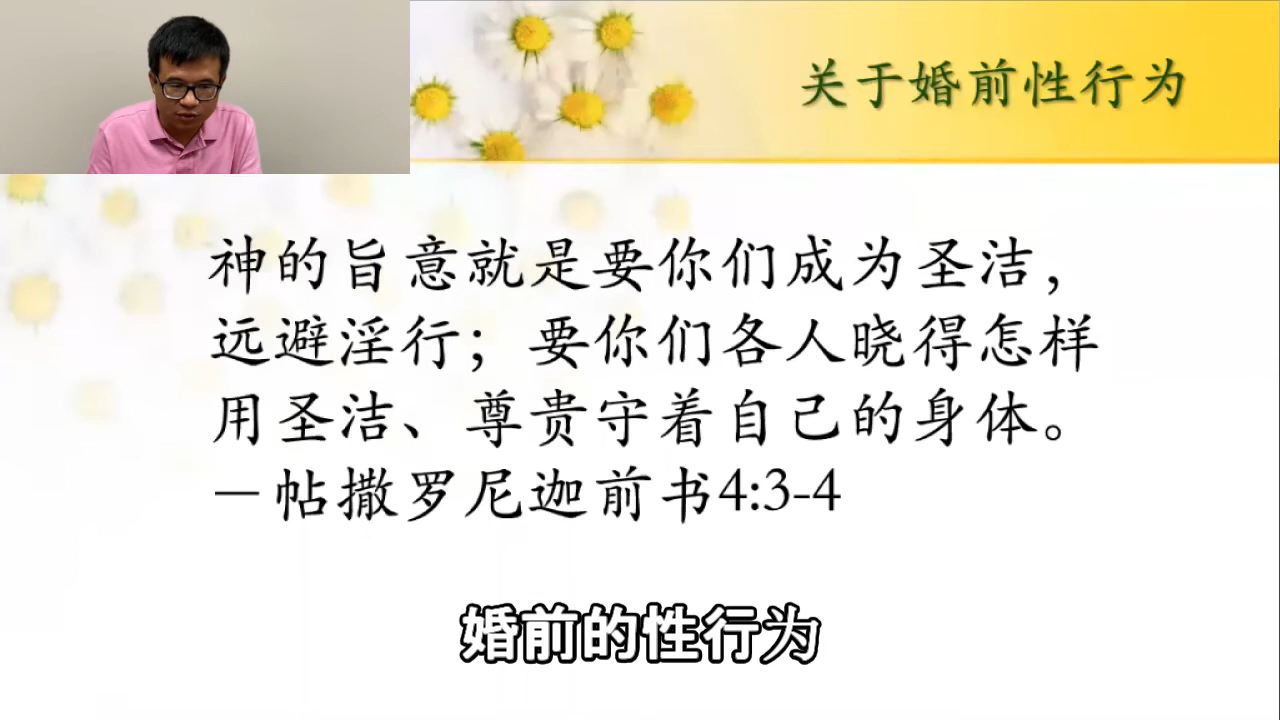 关于婚前性行为
神的旨意就是要你们成为圣洁，
远避淫行；要你们各人晓得怎样
用圣洁、尊贵守着自己的身体。
—帖撒罗尼迦前书4:3-4
婚前的性行为